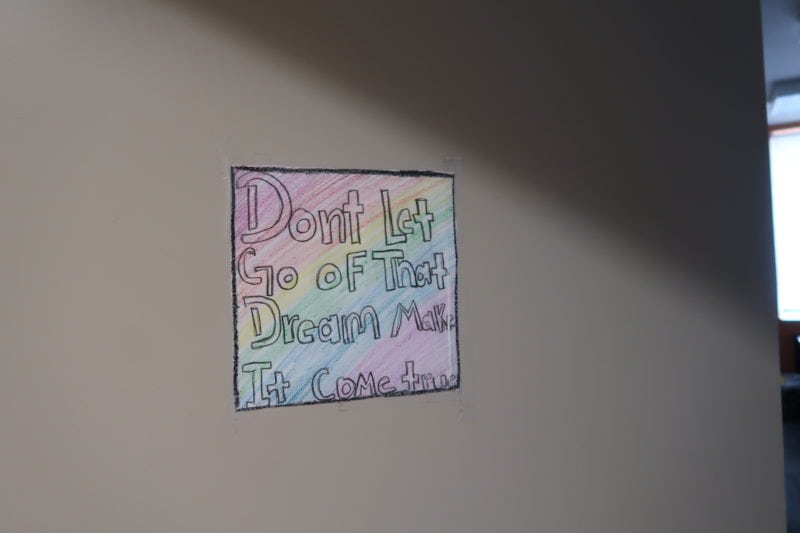 Dont Let
Go of That
Dream Make
It Come true